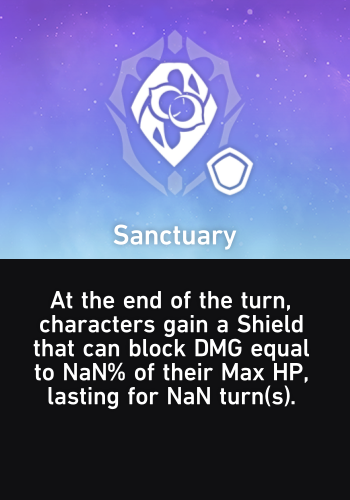 Sanctuary
At the end of the turn,
characters gain a Shield
that can block DMG equal
to NaN% of their Max HP,
lasting for NaN turn(s).